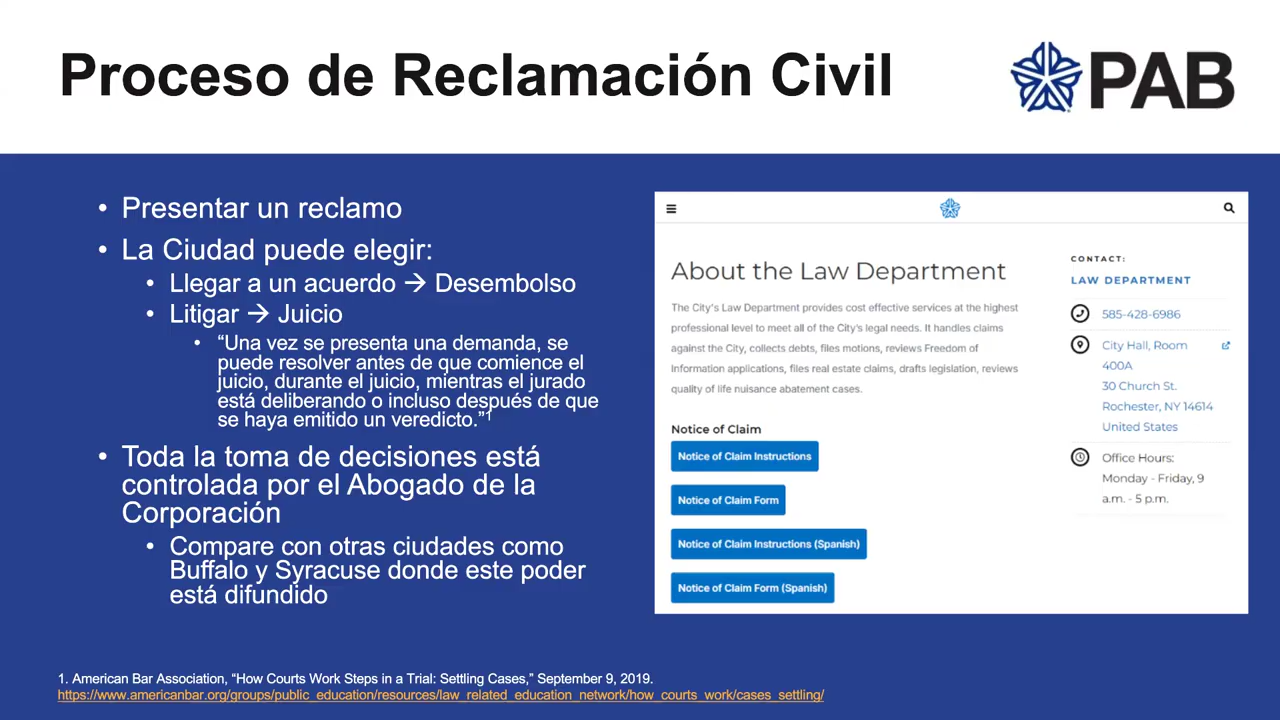 Proceso de Reclamación Civil
PAB
• Presentar un reclamo
• La Ciudad puede elegir:
• Llegar a un acuerdo → Desembolso
• Litigar → Juicio
• “Una vez se presenta una demanda, se
puede resolver antes de que comience el
juicio, durante el juicio, mientras el jurado
está deliberando o incluso después de que
se haya emitido un veredicto.”1
• Toda la toma de decisiones está
controlada por el Abogado de la
Corporación
• Compare con otras ciudades como
Buffalo y Syracuse donde este poder
está difundido
About the Law Department
The City's Law Department provides cost effective services at the highest
professional level to meet all of the City's legal needs. It handles claims
against the City, collects debts, files motions, reviews Freedom of
Information applications, files real estate claims, drafts legislation, reviews
quality of life nuisance abatement cases.
Notice of Claim
Notice of Claim Instructions
Notice of Claim Form
Notice of Claim Instructions (Spanish)
Notice of Claim Form (Spanish)
CONTACT:
LAW DEPARTMENT
585-428-6986
City Hall, Room
400A
30 Church St.
Rochester, NY 14614
United States
Office Hours:
Monday - Friday, 9
a.m. - 5 p.m.
1. American Bar Association, “How Courts Work Steps in a Trial: Settling Cases,” September 9, 2019.
https://www.americanbar.org/groups/public_education/resources/law_related_education_network/how_courts_work/cases_settling/